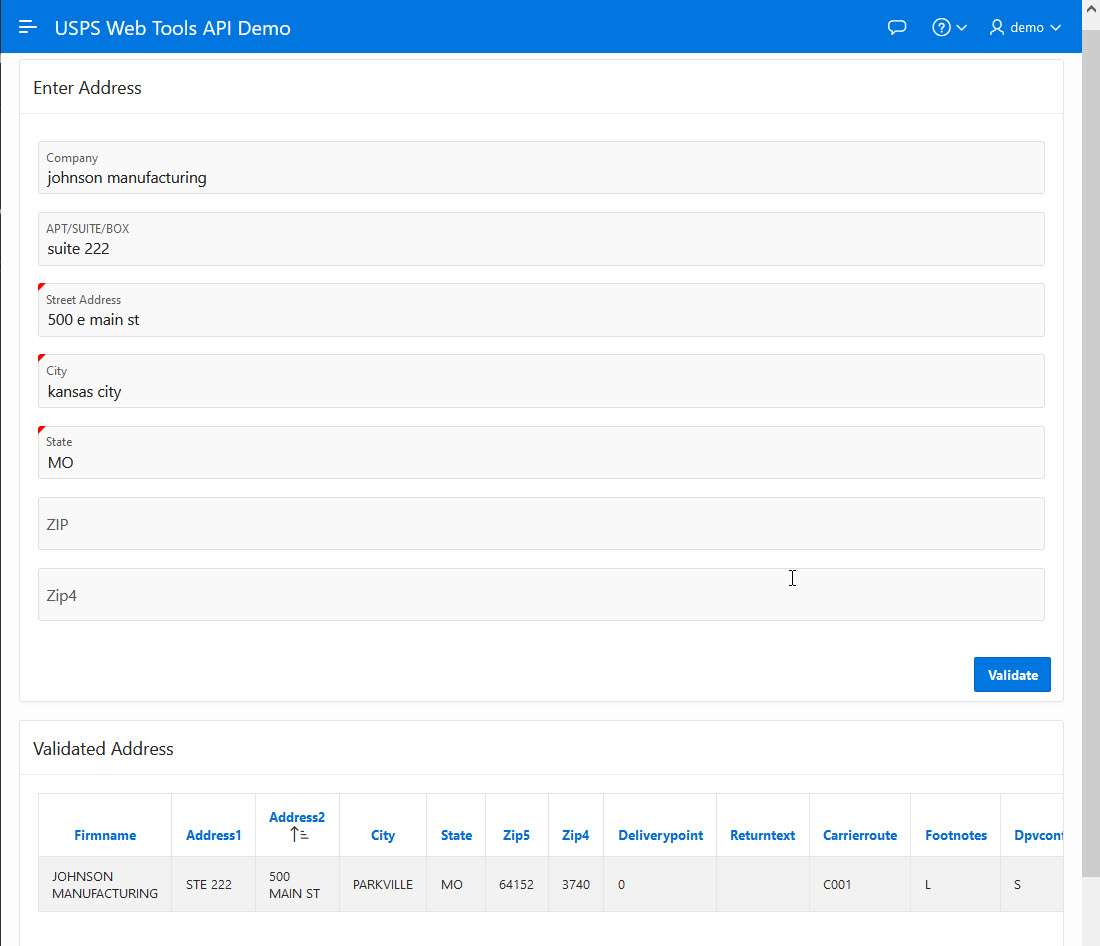 USPS Web Tools API Demo
demo
Enter Address
Company
johnson manufacturing
APT/SUITE/BOX
suite 222
Street Address
500 e main st
City
kansas city
State
MO
ZIP
Zip4
Validate
Validated Address
Firmname Address1 Address2 City State Zip5 Zip4 Deliverypoint Returntext Carrierroute Footnotes Dpvcon
JOHNSON MANUFACTURING STE 222 500 MAIN ST PARKVILLE MO 64152 3740 0 C001 L S